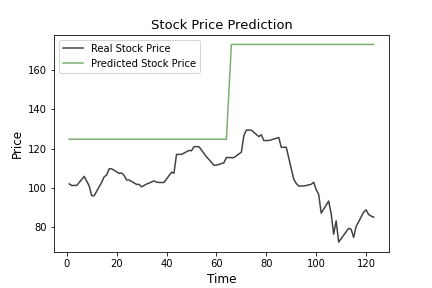 Stock Price Prediction
Real Stock Price
Predicted Stock Price
Price
160
140
120
100
80
0 20 40 60 80 100 120
Time